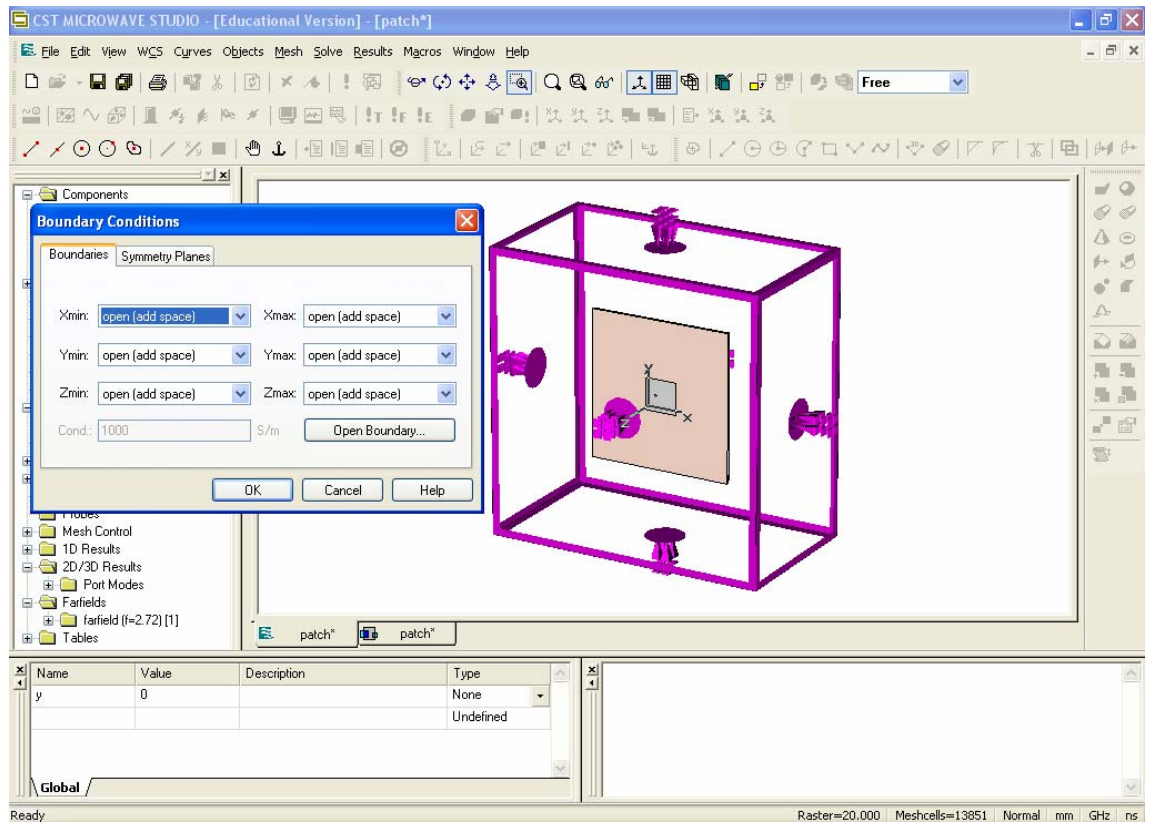 CST MICROWAVE STUDIO - [Educational Version] - [patch*]
File Edit View WCS Curves Objects Mesh Solve Results Macros Window Help
Free
Components
Boundary Conditions
Boundaries Symmetry Planes
Xmin: open (add space) Xmax: open (add space)
Ymin: open (add space) Ymax: open (add space)
Zmin: open (add space) Zmax: open (add space)
Cond.: 1000 S/m Open Boundary...
OK Cancel Help
Probes
Mesh Control
1D Results
2D/3D Results
Port Modes
Farfields
farfield (f=2.72) [1]
Tables
y
x
z
patch* patch*
Name Value Description Type
y 0 None
Undefined
Global
Ready Raster=20.000 Meshcells=13851 Normal mm GHz ns